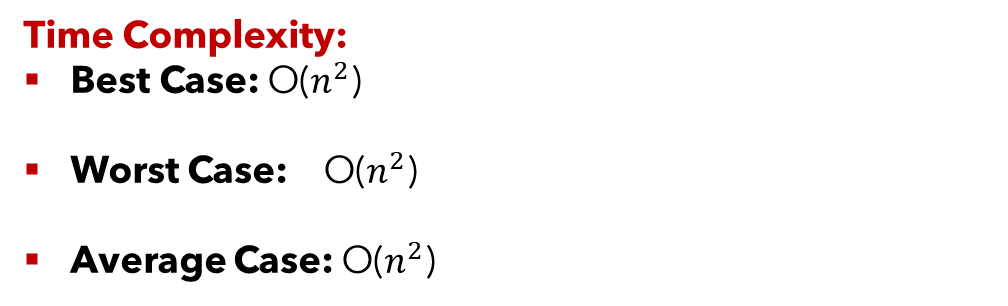 Time Complexity:
▪ Best Case: O(n²)
▪ Worst Case: O(n²)
▪ Average Case: O(n²)